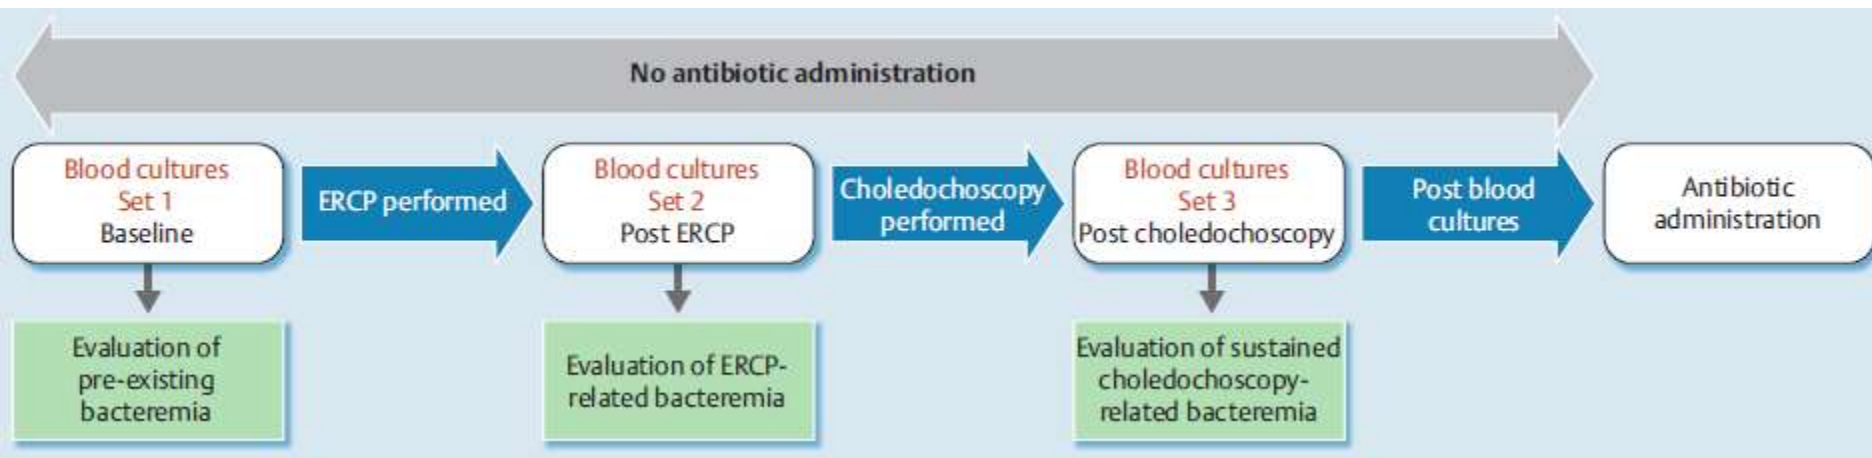 No antibiotic administration
Blood cultures
Set 1
Baseline
ERCP performed
Blood cultures
Set 2
Post ERCP
Choledochoscopy
performed
Blood cultures
Set 3
Post choledochoscopy
Post blood
cultures
Antibiotic
administration
Evaluation of
pre-existing
bacteremia
Evaluation of ERCP-
related bacteremia
Evaluation of sustained
choledochoscopy-
related bacteremia